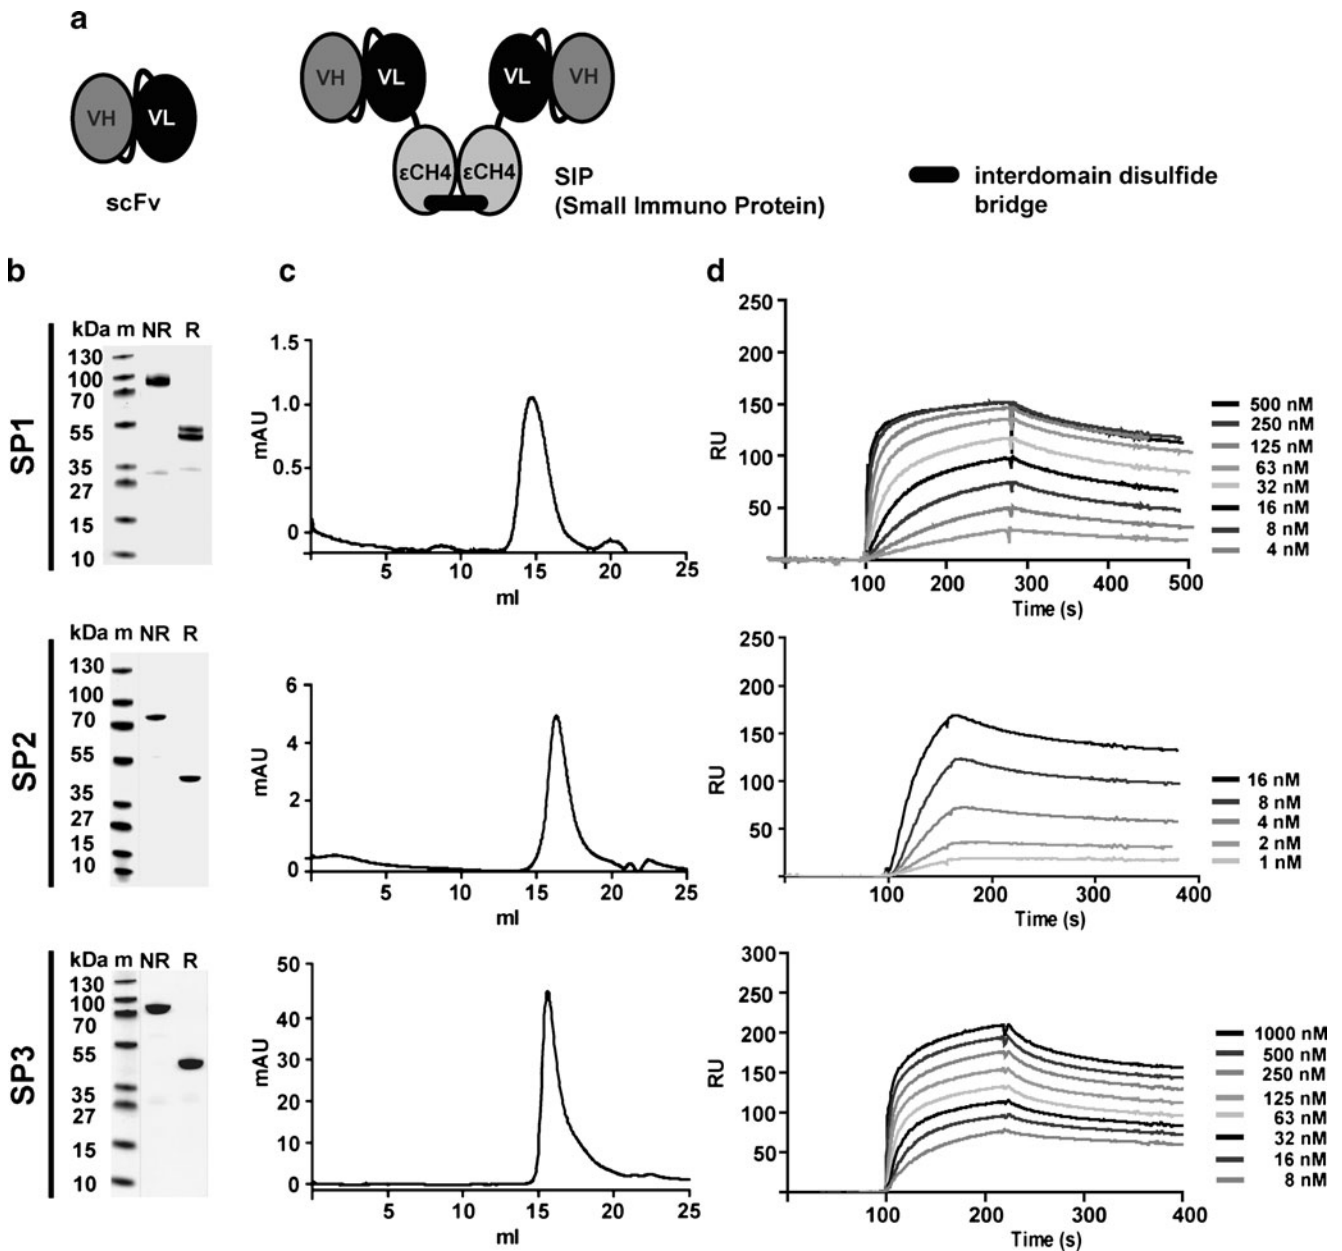 a
VH VL
scFv
VH VL VL VH
εCH4 εCH4
SIP
(Small Immuno Protein)
interdomain disulfide
bridge
b
c
d
SP1
kDa m NR R
130
100
70
55
35
27
15
10
mAU
1.5
1.0
0.5
0
5 10 15 20 25
ml
RU
250
200
150
100
50
100 200 300 400 500
Time (s)
500 nM
250 nM
125 nM
63 nM
32 nM
16 nM
8 nM
4 nM
SP2
kDa m NR R
130
100
70
55
35
27
15
10
mAU
6
4
2
0
5 10 15 20 25
ml
RU
250
200
150
100
50
100 200 300 400
Time (s)
16 nM
8 nM
4 nM
2 nM
1 nM
SP3
kDa m NR R
130
100
70
55
35
27
15
10
mAU
50
40
30
20
10
0
5 10 15 20 25
ml
RU
300
250
200
150
100
50
100 200 300 400
Time (s)
1000 nM
500 nM
250 nM
125 nM
63 nM
32 nM
16 nM
8 nM